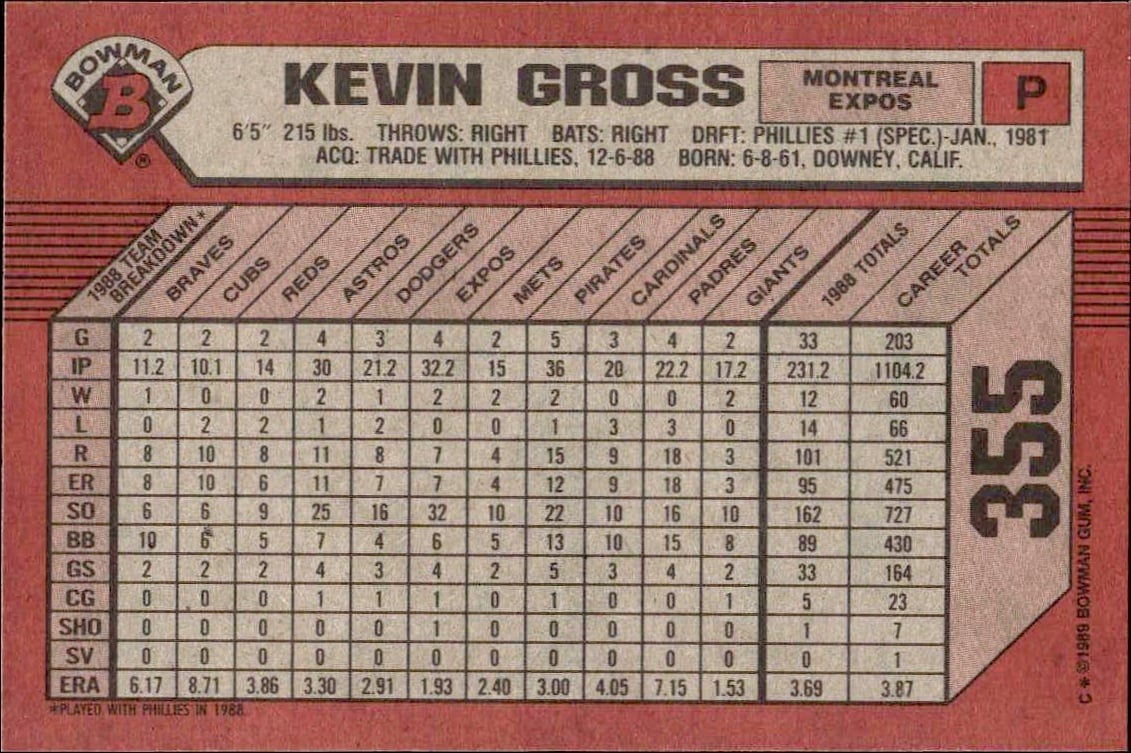 BOWMAN
B
®
KEVIN GROSS
MONTREAL
EXPOS
P
6'5" 215 lbs. THROWS: RIGHT BATS: RIGHT DRFT: PHILLIES #1 (SPEC.)-JAN., 1981
ACQ: TRADE WITH PHILLIES, 12-6-88 BORN: 6-8-61, DOWNEY, CALIF.
1988 TEAM
BREAKDOWN* BRAVES CUBS REDS ASTROS DODGERS EXPOS METS PIRATES CARDINALS PADRES GIANTS 1988 TOTALS CAREER
TOTALS
G 2 2 2 4 3 4 2 5 3 4 2 33 203
IP 11.2 10.1 14 30 21.2 32.2 15 36 20 22.2 17.2 231.2 1104.2
W 1 0 0 2 1 2 2 2 0 0 2 12 60
L 0 2 2 1 2 0 0 1 3 3 0 14 66
R 8 10 8 11 8 7 4 15 9 18 3 101 521
ER 8 10 6 11 7 7 4 12 9 18 3 95 475
SO 6 6 9 25 16 32 10 22 10 16 10 162 727
BB 10 6 5 7 4 6 5 13 10 15 8 89 430
GS 2 2 2 4 3 4 2 5 3 4 2 33 164
CG 0 0 0 1 1 1 0 1 0 0 1 5 23
SHO 0 0 0 0 0 1 0 0 0 0 0 1 7
SV 0 0 0 0 0 0 0 0 0 0 0 0 1
ERA 6.17 8.71 3.86 3.30 2.91 1.93 2.40 3.00 4.05 7.15 1.53 3.69 3.87
*PLAYED WITH PHILLIES IN 1988.
355
C * ©1989 BOWMAN GUM, INC.